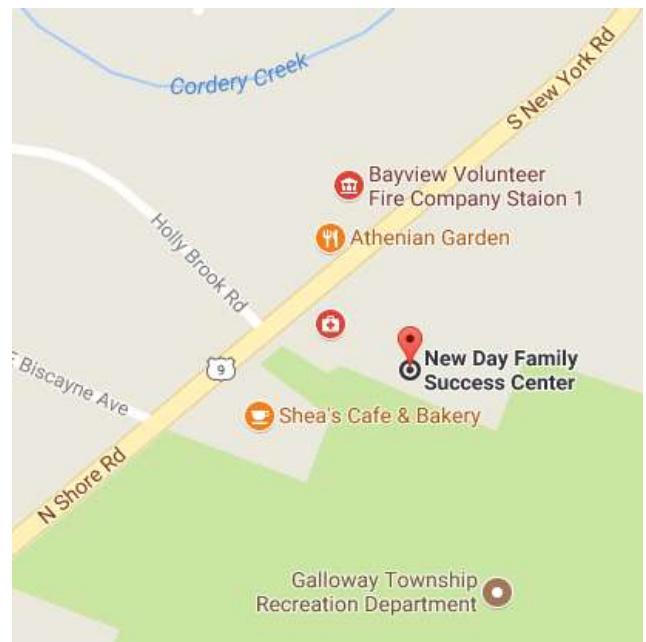 Cordery Creek
S New York Rd
Bayview Volunteer
Fire Company Staion 1
Athenian Garden
Holly Brook Rd
9
New Day Family
Success Center
E Biscayne Ave
Shea's Cafe & Bakery
N Shore Rd
Galloway Township
Recreation Department